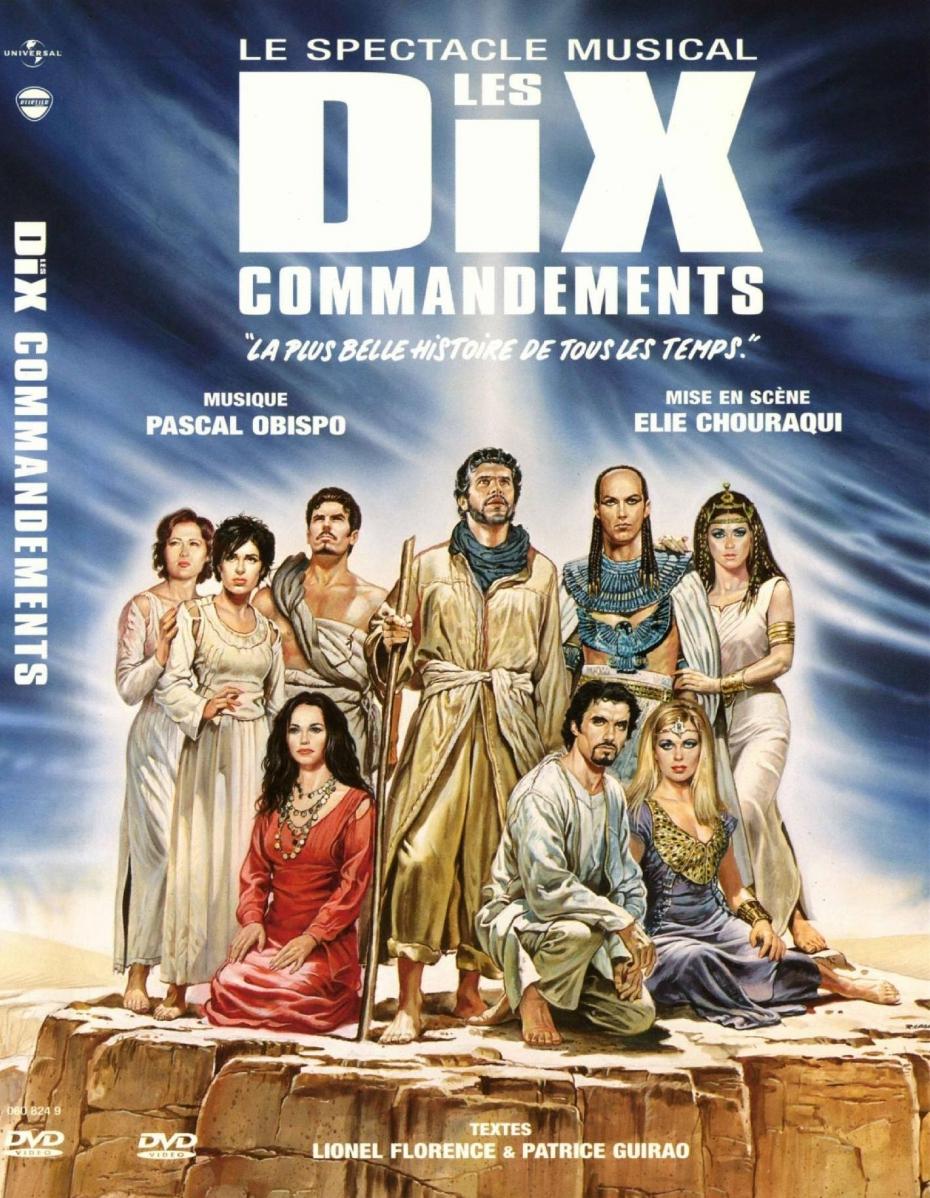 UNIVERSAL
LES DiX COMMANDEMENTS
060 824 9
DVD
VIDEO
LE SPECTACLE MUSICAL
LES
DiX
COMMANDEMENTS
"LA PLUS BELLE HiSTOiRE DE TOUS LES TEMPS."
MUSIQUE
PASCAL OBISPO
MISE EN SCÈNE
ELIE CHOURAQUI
TEXTES
LIONEL FLORENCE & PATRICE GUIRAO
DVD
VIDEO